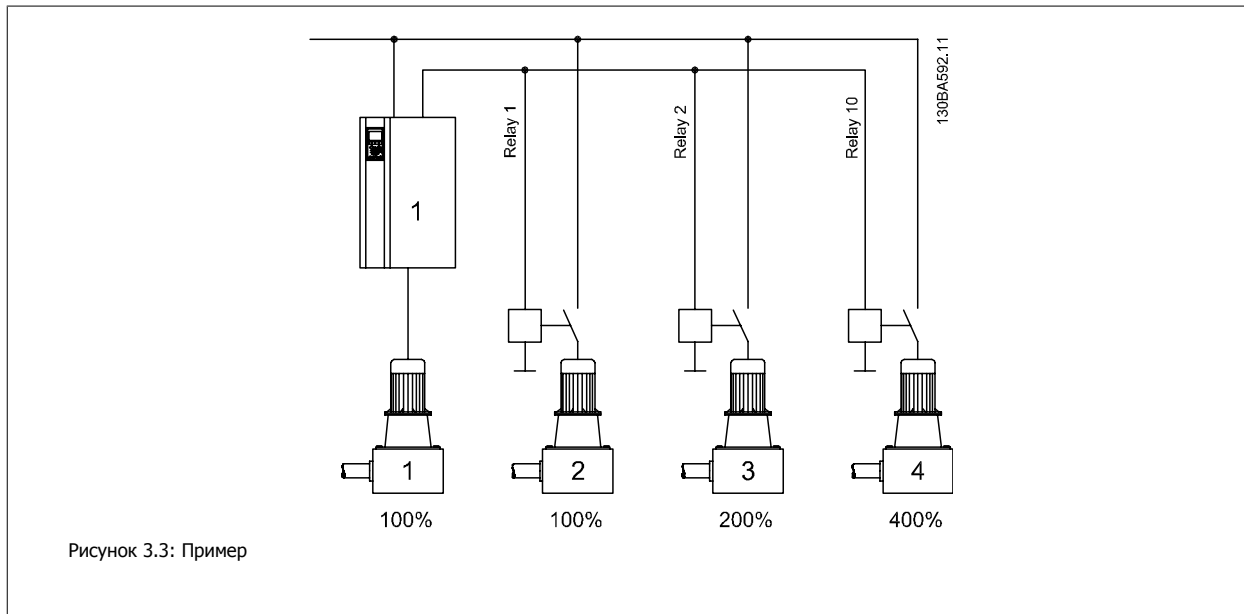 130BA592.11
Relay 1
Relay 2
Relay 10
1
1
2
3
4
100%
100%
200%
400%
Рисунок 3.3: Пример